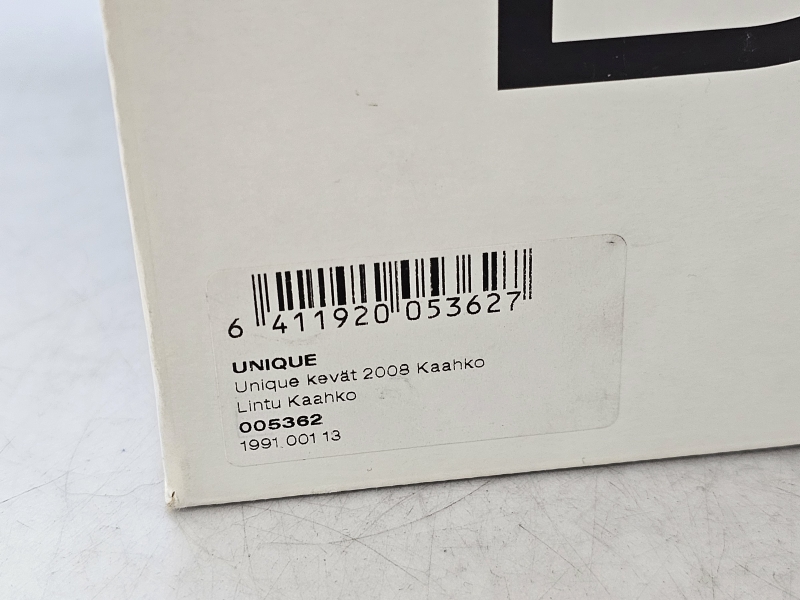 6 411920 053627
UNIQUE
Unique kevät 2008 Kaahko
Lintu Kaahko
005362
1991.001 13